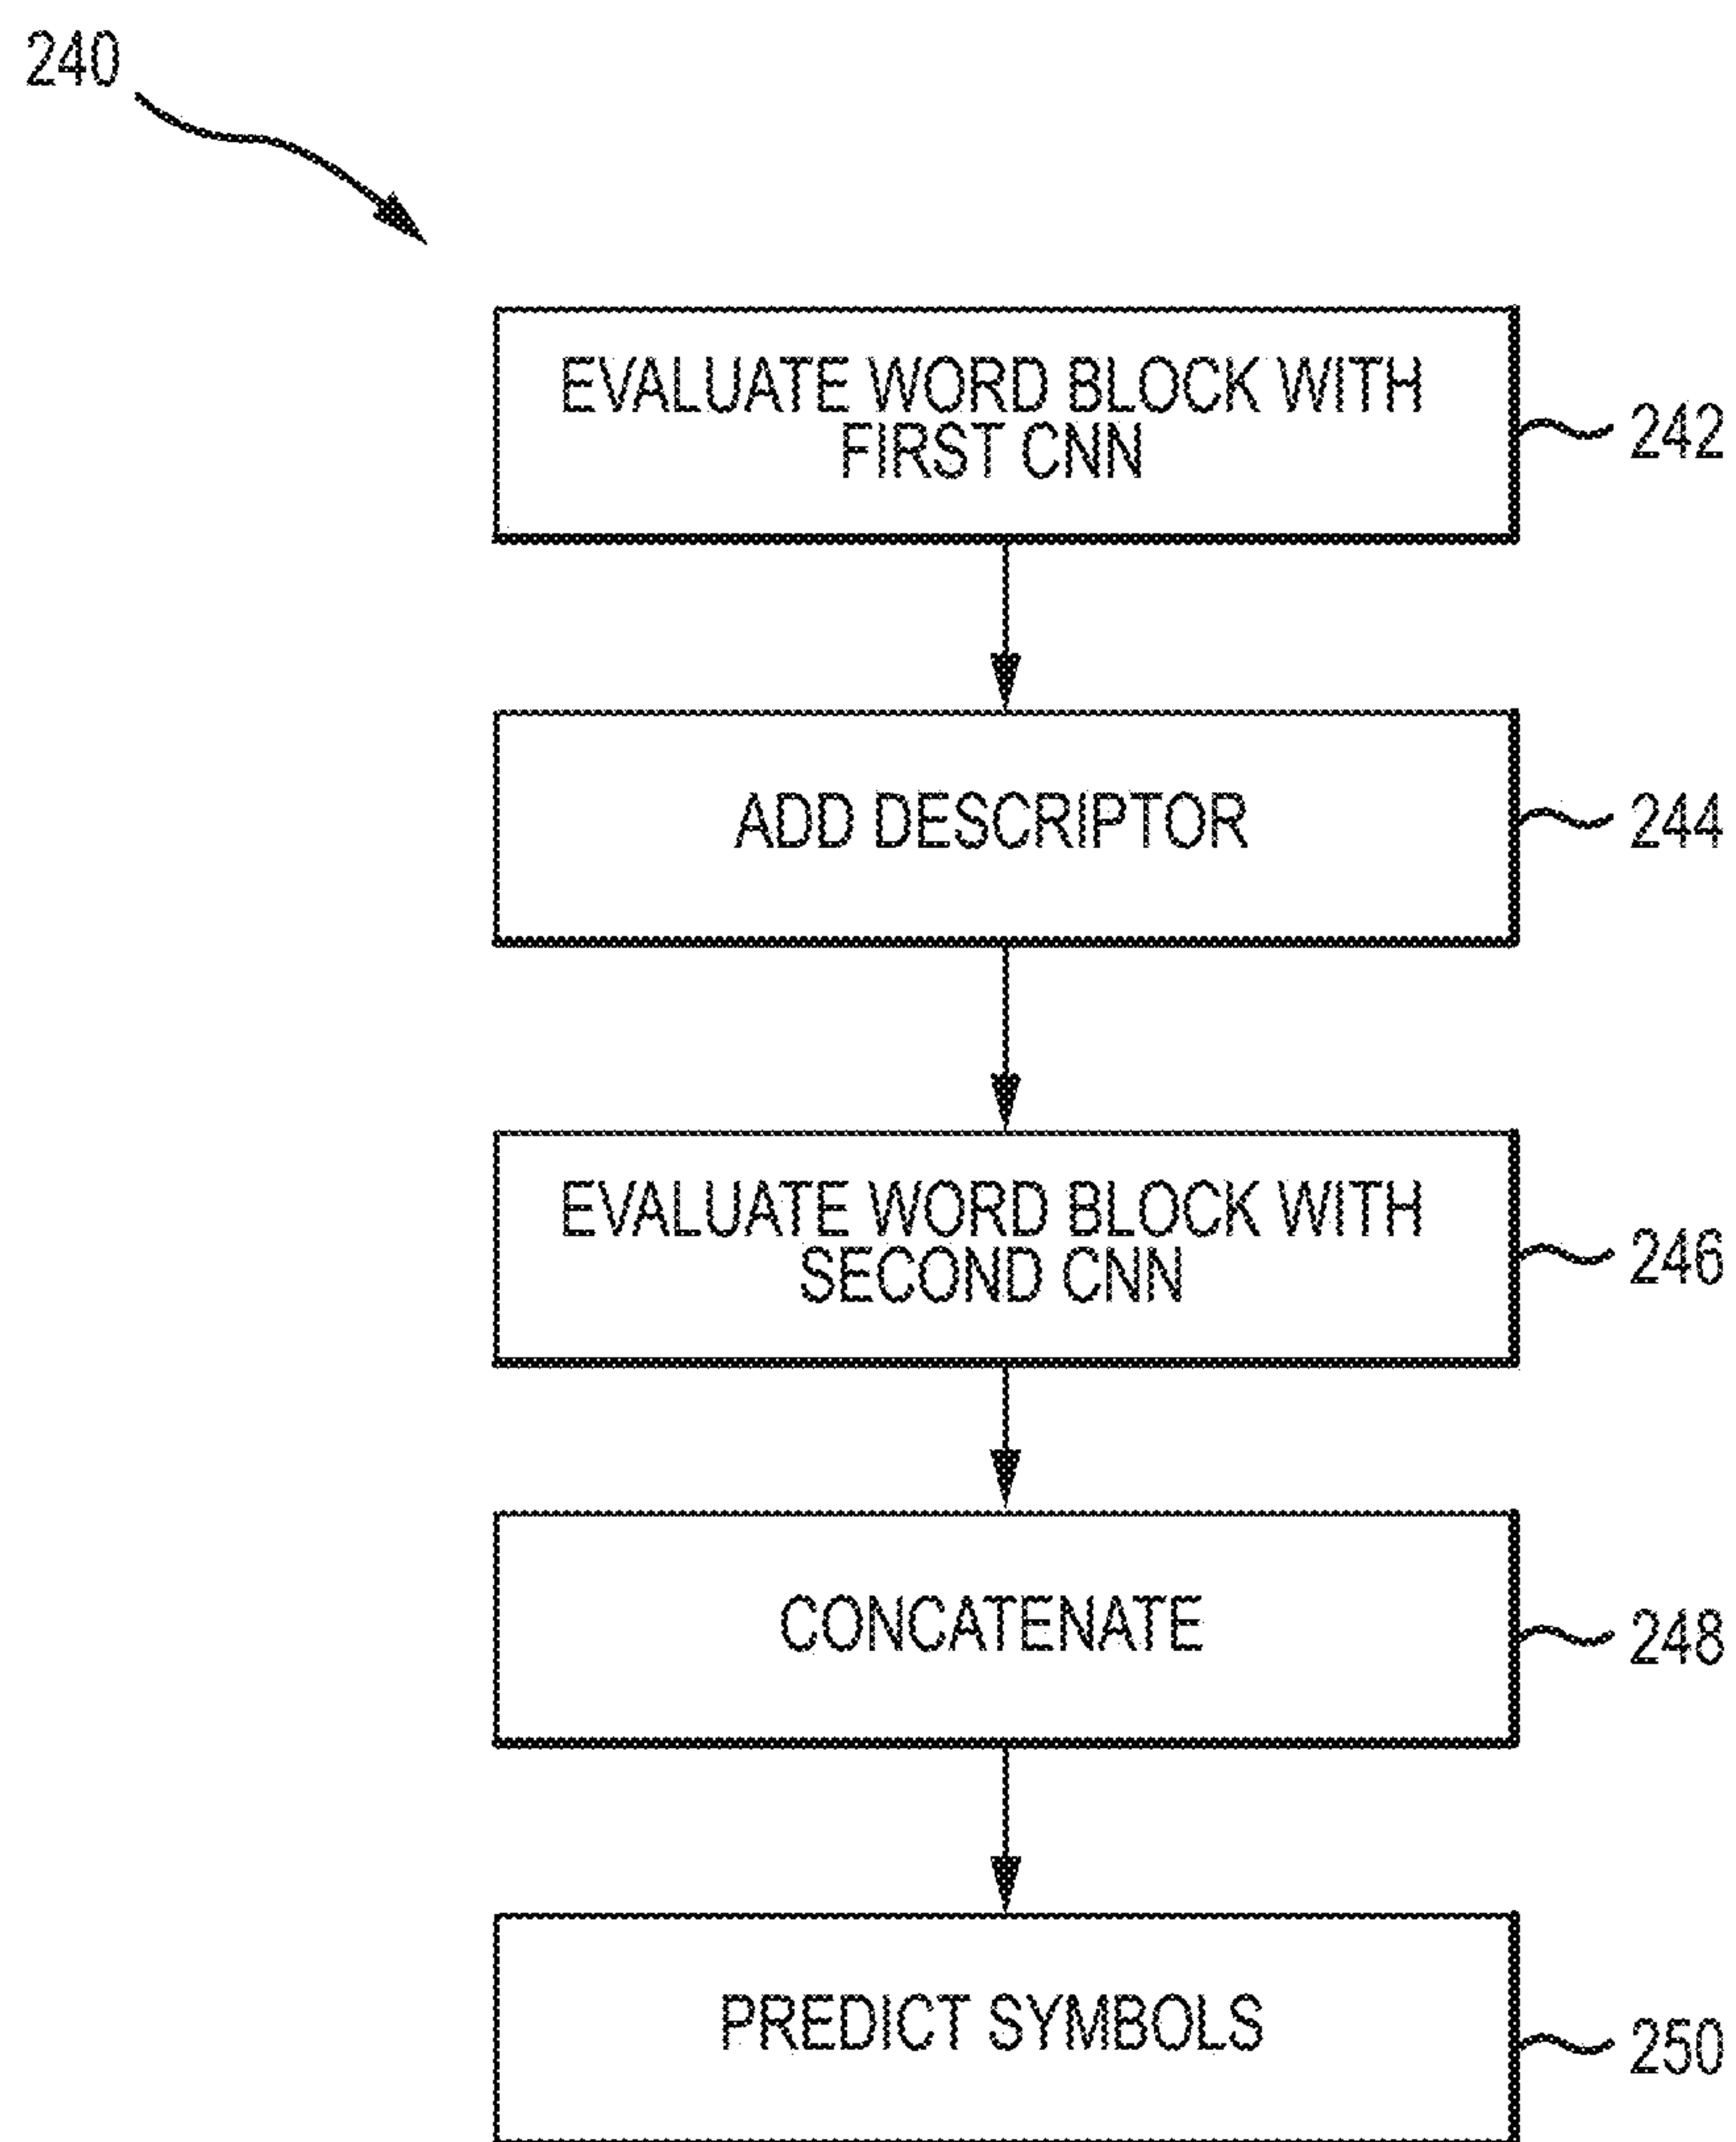 240
EVALUATE WORD BLOCK WITH
FIRST CNN
242
ADD DESCRIPTOR
244
EVALUATE WORD BLOCK WITH
SECOND CNN
246
CONCATENATE
248
PREDICT SYMBOLS
250